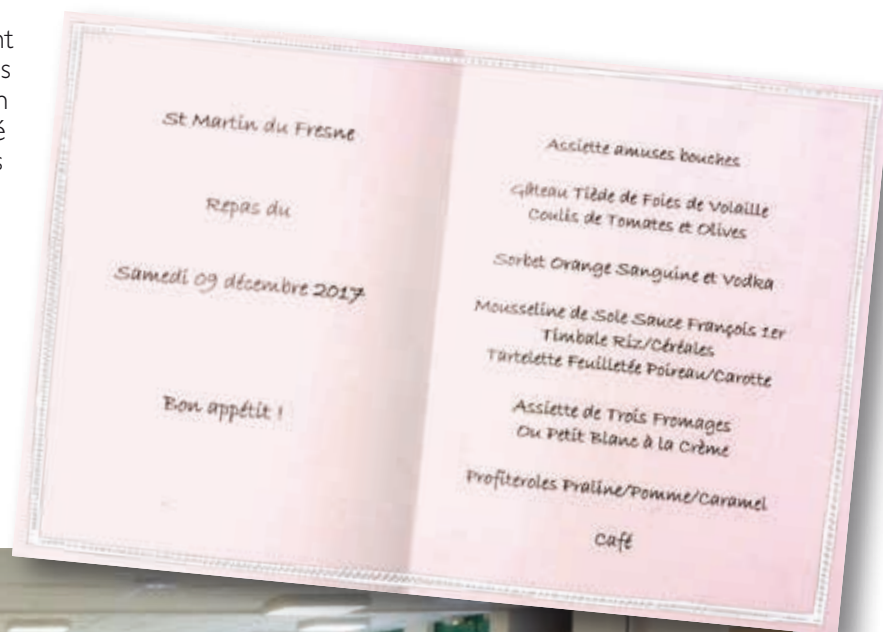 nt
s
n
é
s
St Martin du Fresne
Repas du
Samedi 09 décembre 2017
Bon appétit !
Assiette amuses bouches
Gâteau Tiède de Foies de Volaille
Coulis de Tomates et Olives
Sorbet Orange Sanguine et Vodka
Mousseline de Sole Sauce François 1er
Timbale Riz/Céréales
Tartelette Feuilletée Poireau/Carotte
Assiette de Trois Fromages
Ou Petit Blanc à la Crème
Profiteroles Praline/Pomme/Caramel
Café